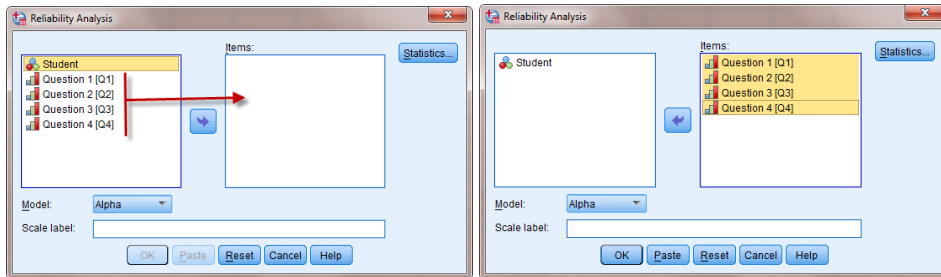 Reliability Analysis
Items:
Student
Question 1 [Q1]
Question 2 [Q2]
Question 3 [Q3]
Question 4 [Q4]
Statistics...
Model:
Alpha
Scale label:
OK
Paste
Reset
Cancel
Help
Reliability Analysis
Items:
Student
Question 1 [Q1]
Question 2 [Q2]
Question 3 [Q3]
Question 4 [Q4]
Statistics...
Model:
Alpha
Scale label:
OK
Paste
Reset
Cancel
Help